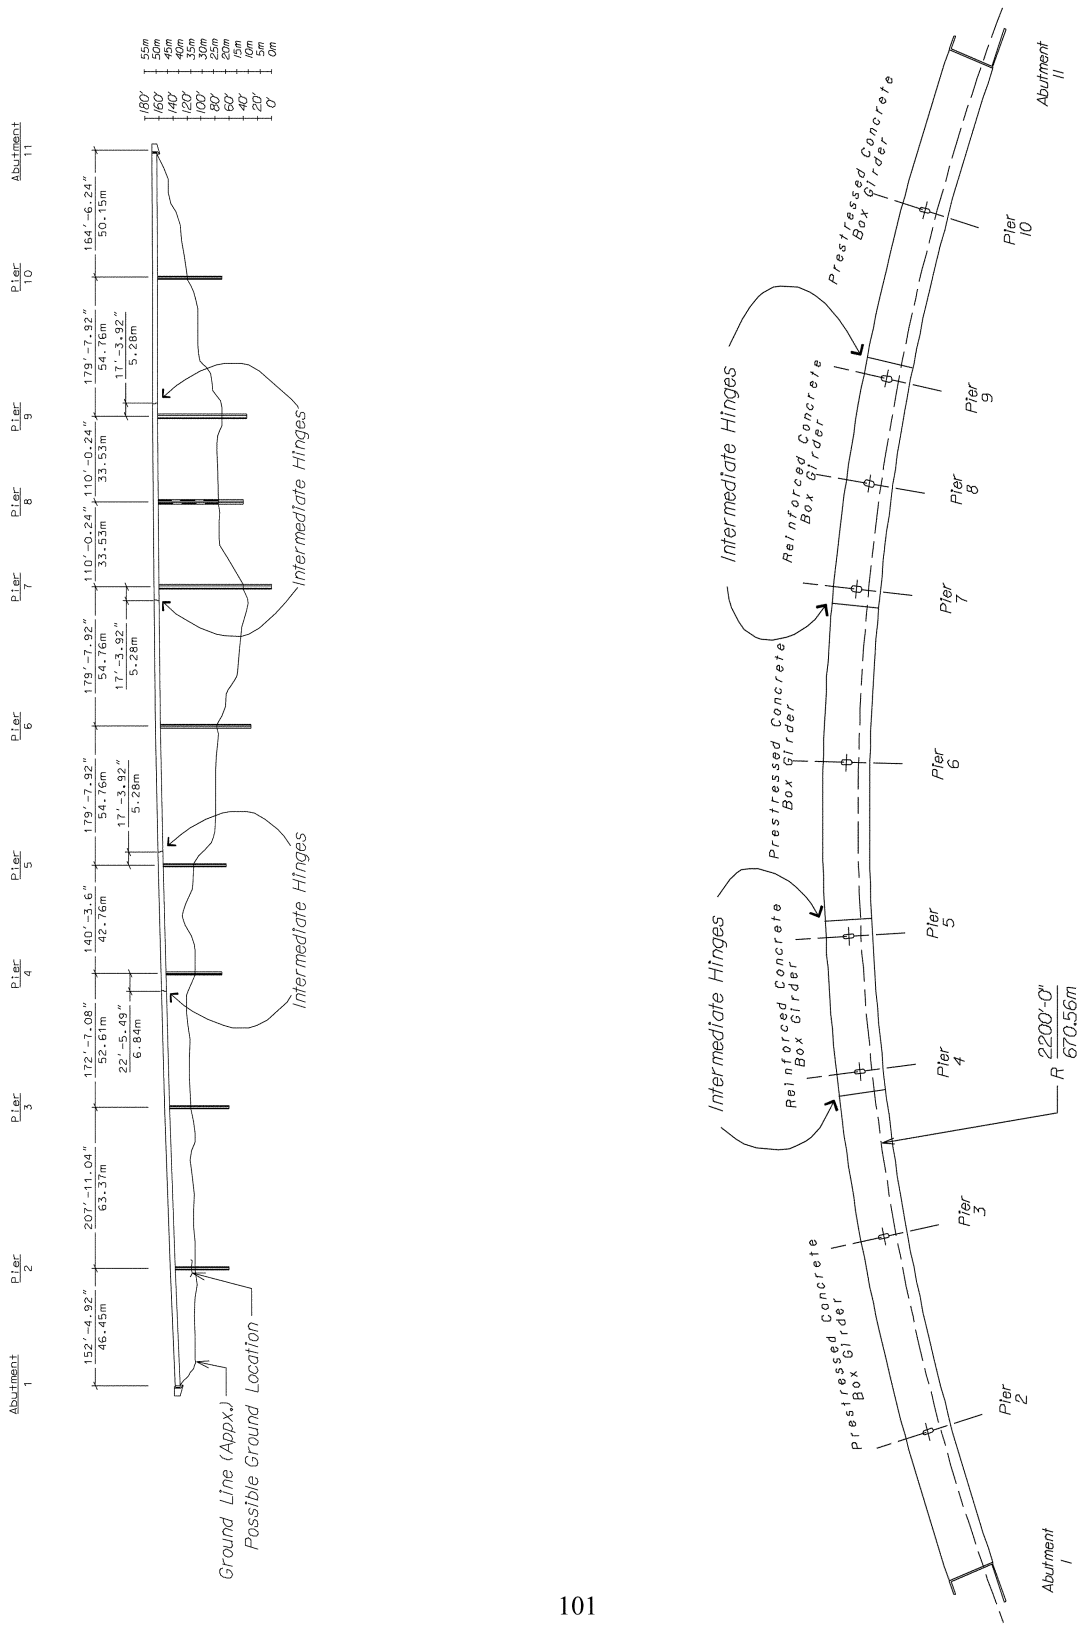 Abutment
1
Pier
2
Pier
3
Pier
4
Pier
5
Pier
6
Pier
7
Pier
8
Pier
9
Pier
10
Abutment
11
152'-4.92"
46.45m
207'-11.04"
63.37m
172'-7.08"
52.61m
140'-3.6"
42.76m
179'-7.92"
54.76m
179'-7.92"
54.76m
110'-0.24"
33.53m
110'-0.24"
33.53m
179'-7.92"
54.76m
164'-6.24"
50.15m
22'-5.49"
6.84m
17'-3.92"
5.28m
17'-3.92"
5.28m
17'-3.92"
5.28m
180'
160'
140'
120'
100'
80'
60'
40'
20'
0'
55m
50m
45m
40m
35m
30m
25m
20m
15m
10m
5m
0m
Ground Line (Appx.)
Possible Ground Location
Intermediate Hinges
Intermediate Hinges
Intermediate Hinges
Intermediate Hinges
Prestressed Concrete
Box Girder
Reinforced Concrete
Box Girder
Prestressed Concrete
Box Girder
Reinforced Concrete
Box Girder
Prestressed Concrete
Box Girder
Abutment
1
Pier
2
Pier
3
Pier
4
Pier
5
Pier
6
Pier
7
Pier
8
Pier
9
Pier
10
Abutment
11
R 2200'-0"
670.56m
101